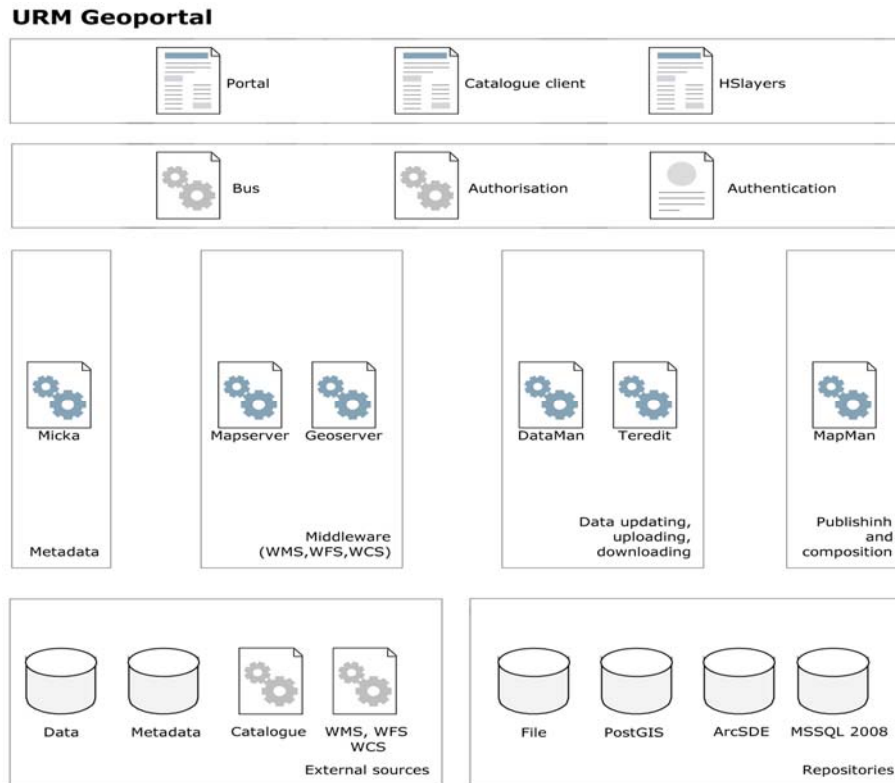 URM Geoportal
Portal
Catalogue client
HSlayers
Bus
Authorisation
Authentication
Micka
Metadata
Mapserver
Geoserver
Middleware
(WMS,WFS,WCS)
DataMan
Teredit
Data updating,
uploading,
downloading
MapMan
Publishinh
and
composition
Data
Metadata
Catalogue
WMS, WFS
WCS
External sources
File
PostGIS
ArcSDE
MSSQL 2008
Repositories